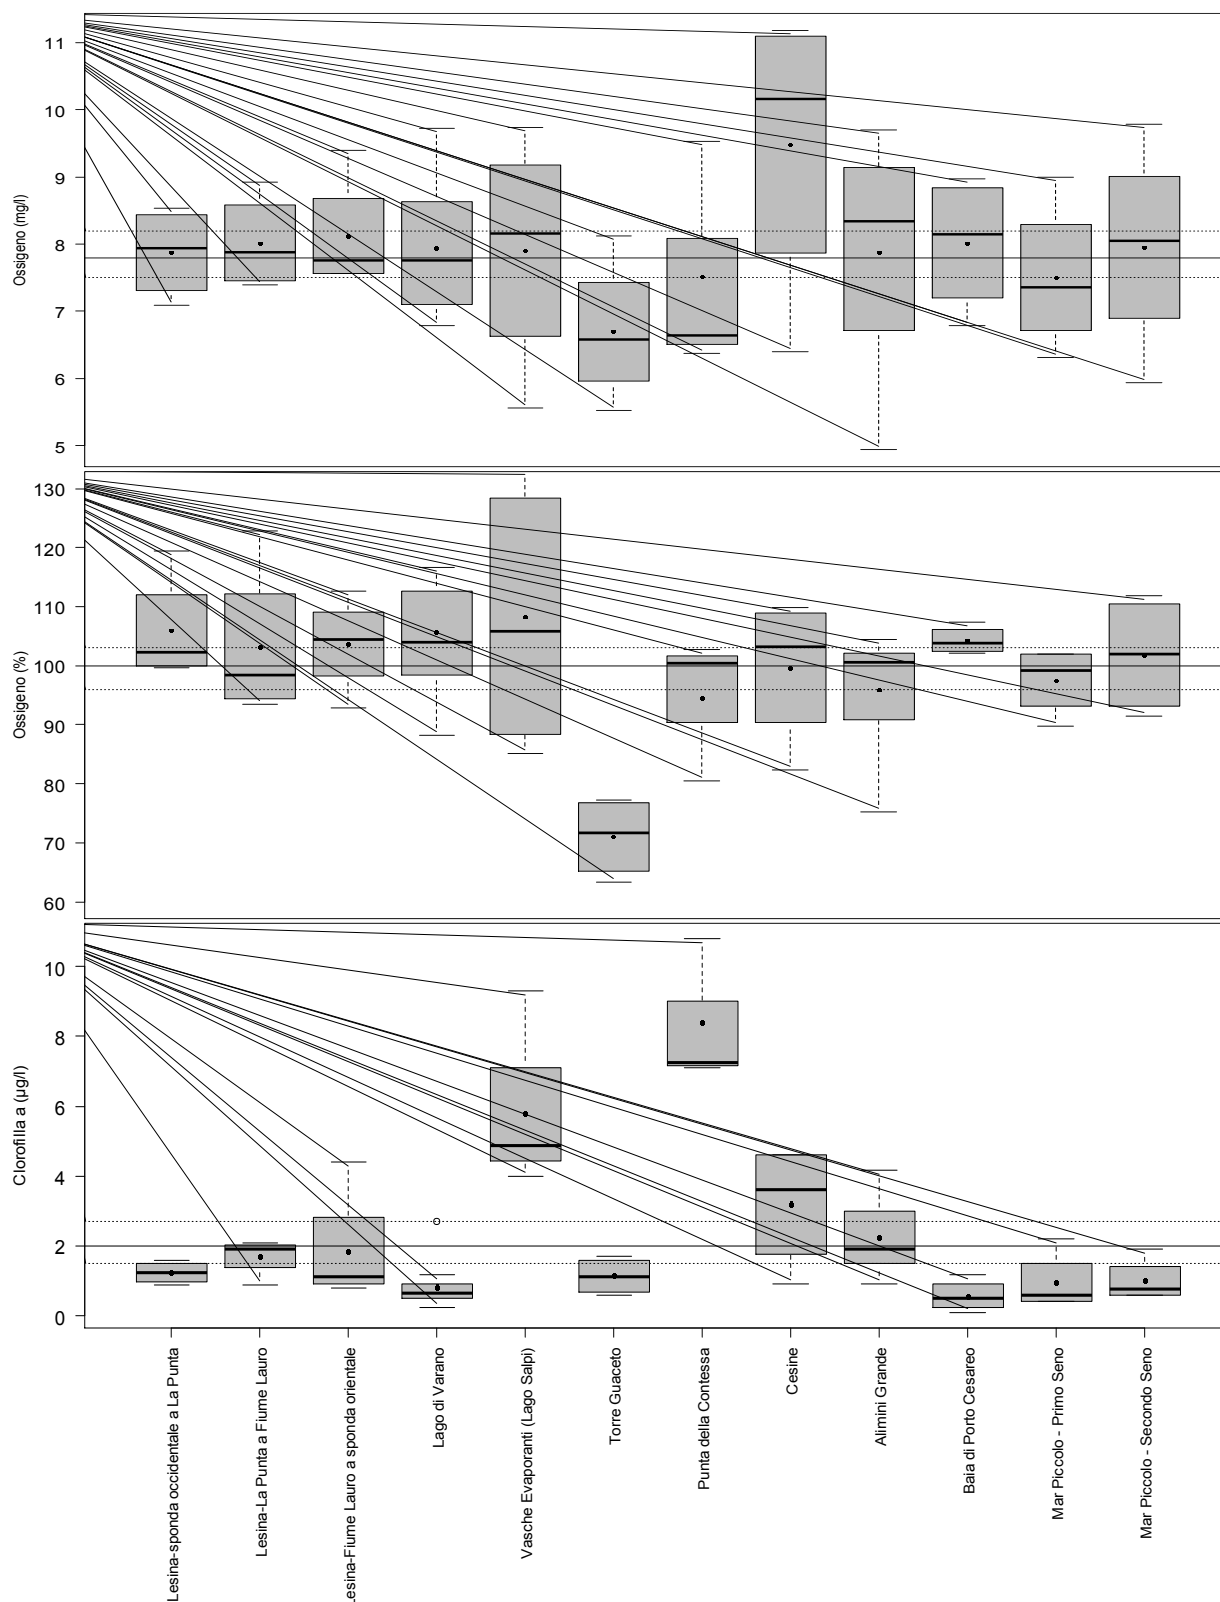 11
10
9
8
7
6
5
Ossigeno (mg/l)
130
120
110
100
90
80
70
60
Ossigeno (%)
10
8
6
4
2
0
Clorofilla a (µg/l)
Lesina-sponda occidentale a La Punta
Lesina-La Punta a Fiume Lauro
esina-Fiume Lauro a sponda orientale
Lago di Varano
Vasche Evaporanti (Lago Salpi)
Torre Guaceto
Punta della Contessa
Cesine
Alimini Grande
Baia di Porto Cesareo
Mar Piccolo - Primo Seno
Mar Piccolo - Secondo Seno